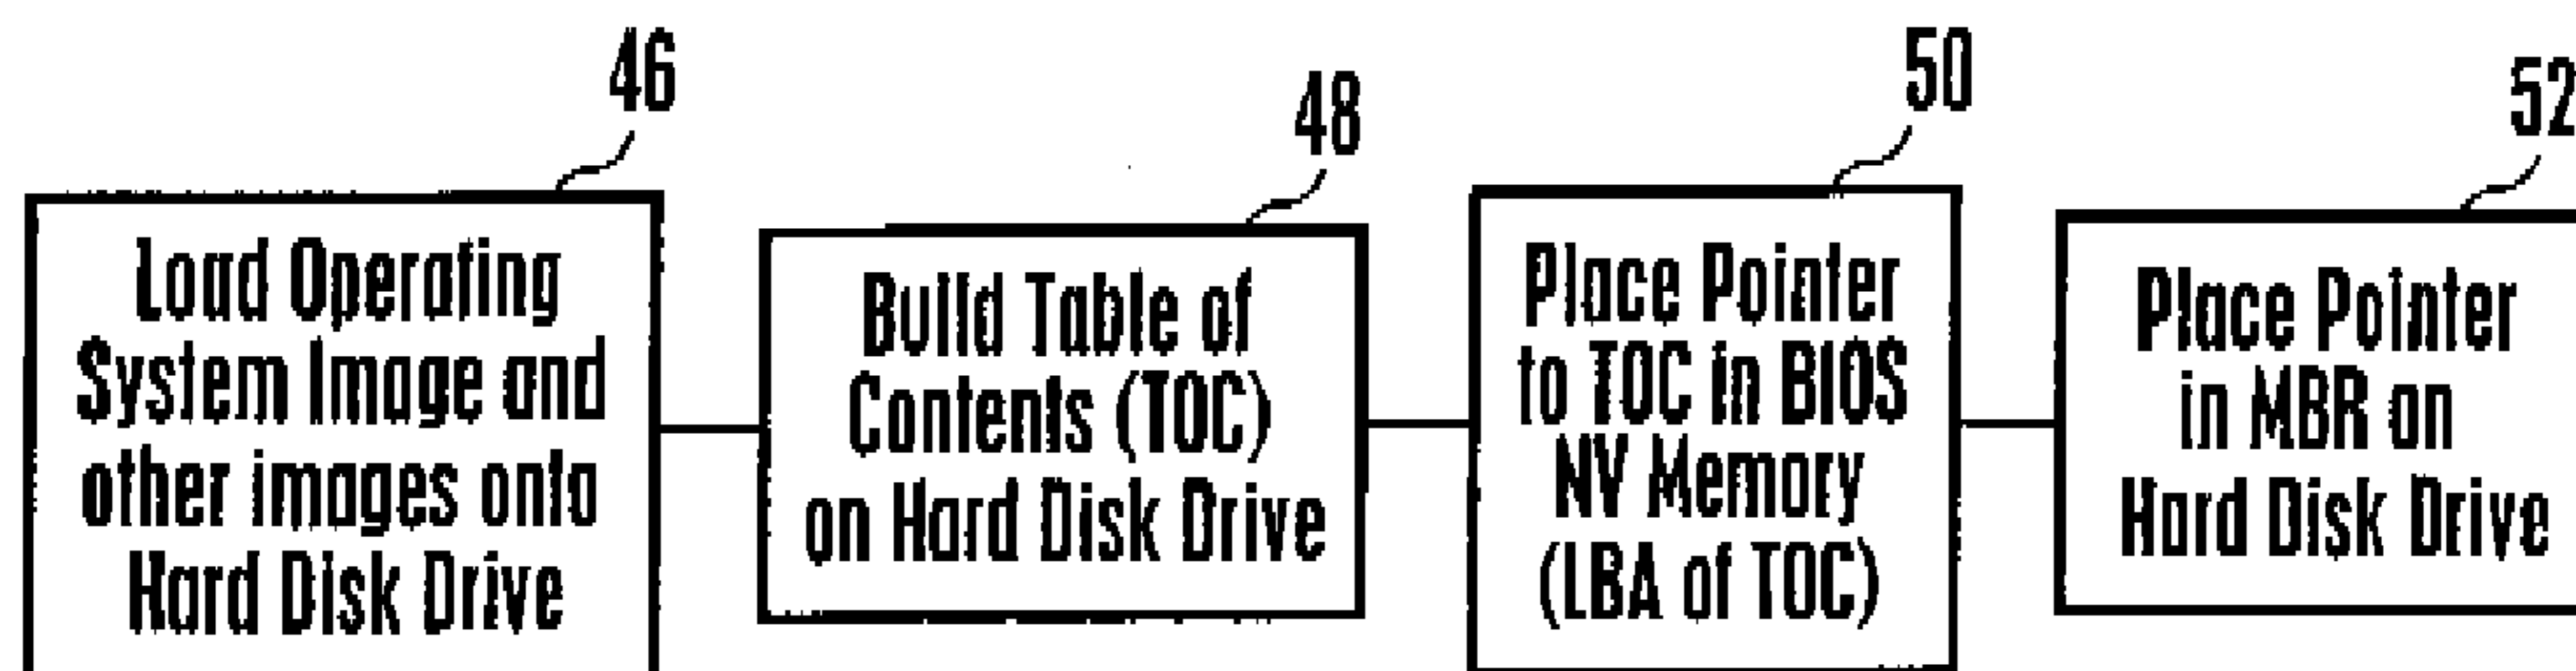 46
48
50
52
Load Operating
System Image and
other images onto
Hard Disk Drive
Build Table of
Contents (TOC)
on Hard Disk Drive
Place Pointer
to TOC in BIOS
NV Memory
(LBA of TOC)
Place Pointer
in MBR on
Hard Disk Drive